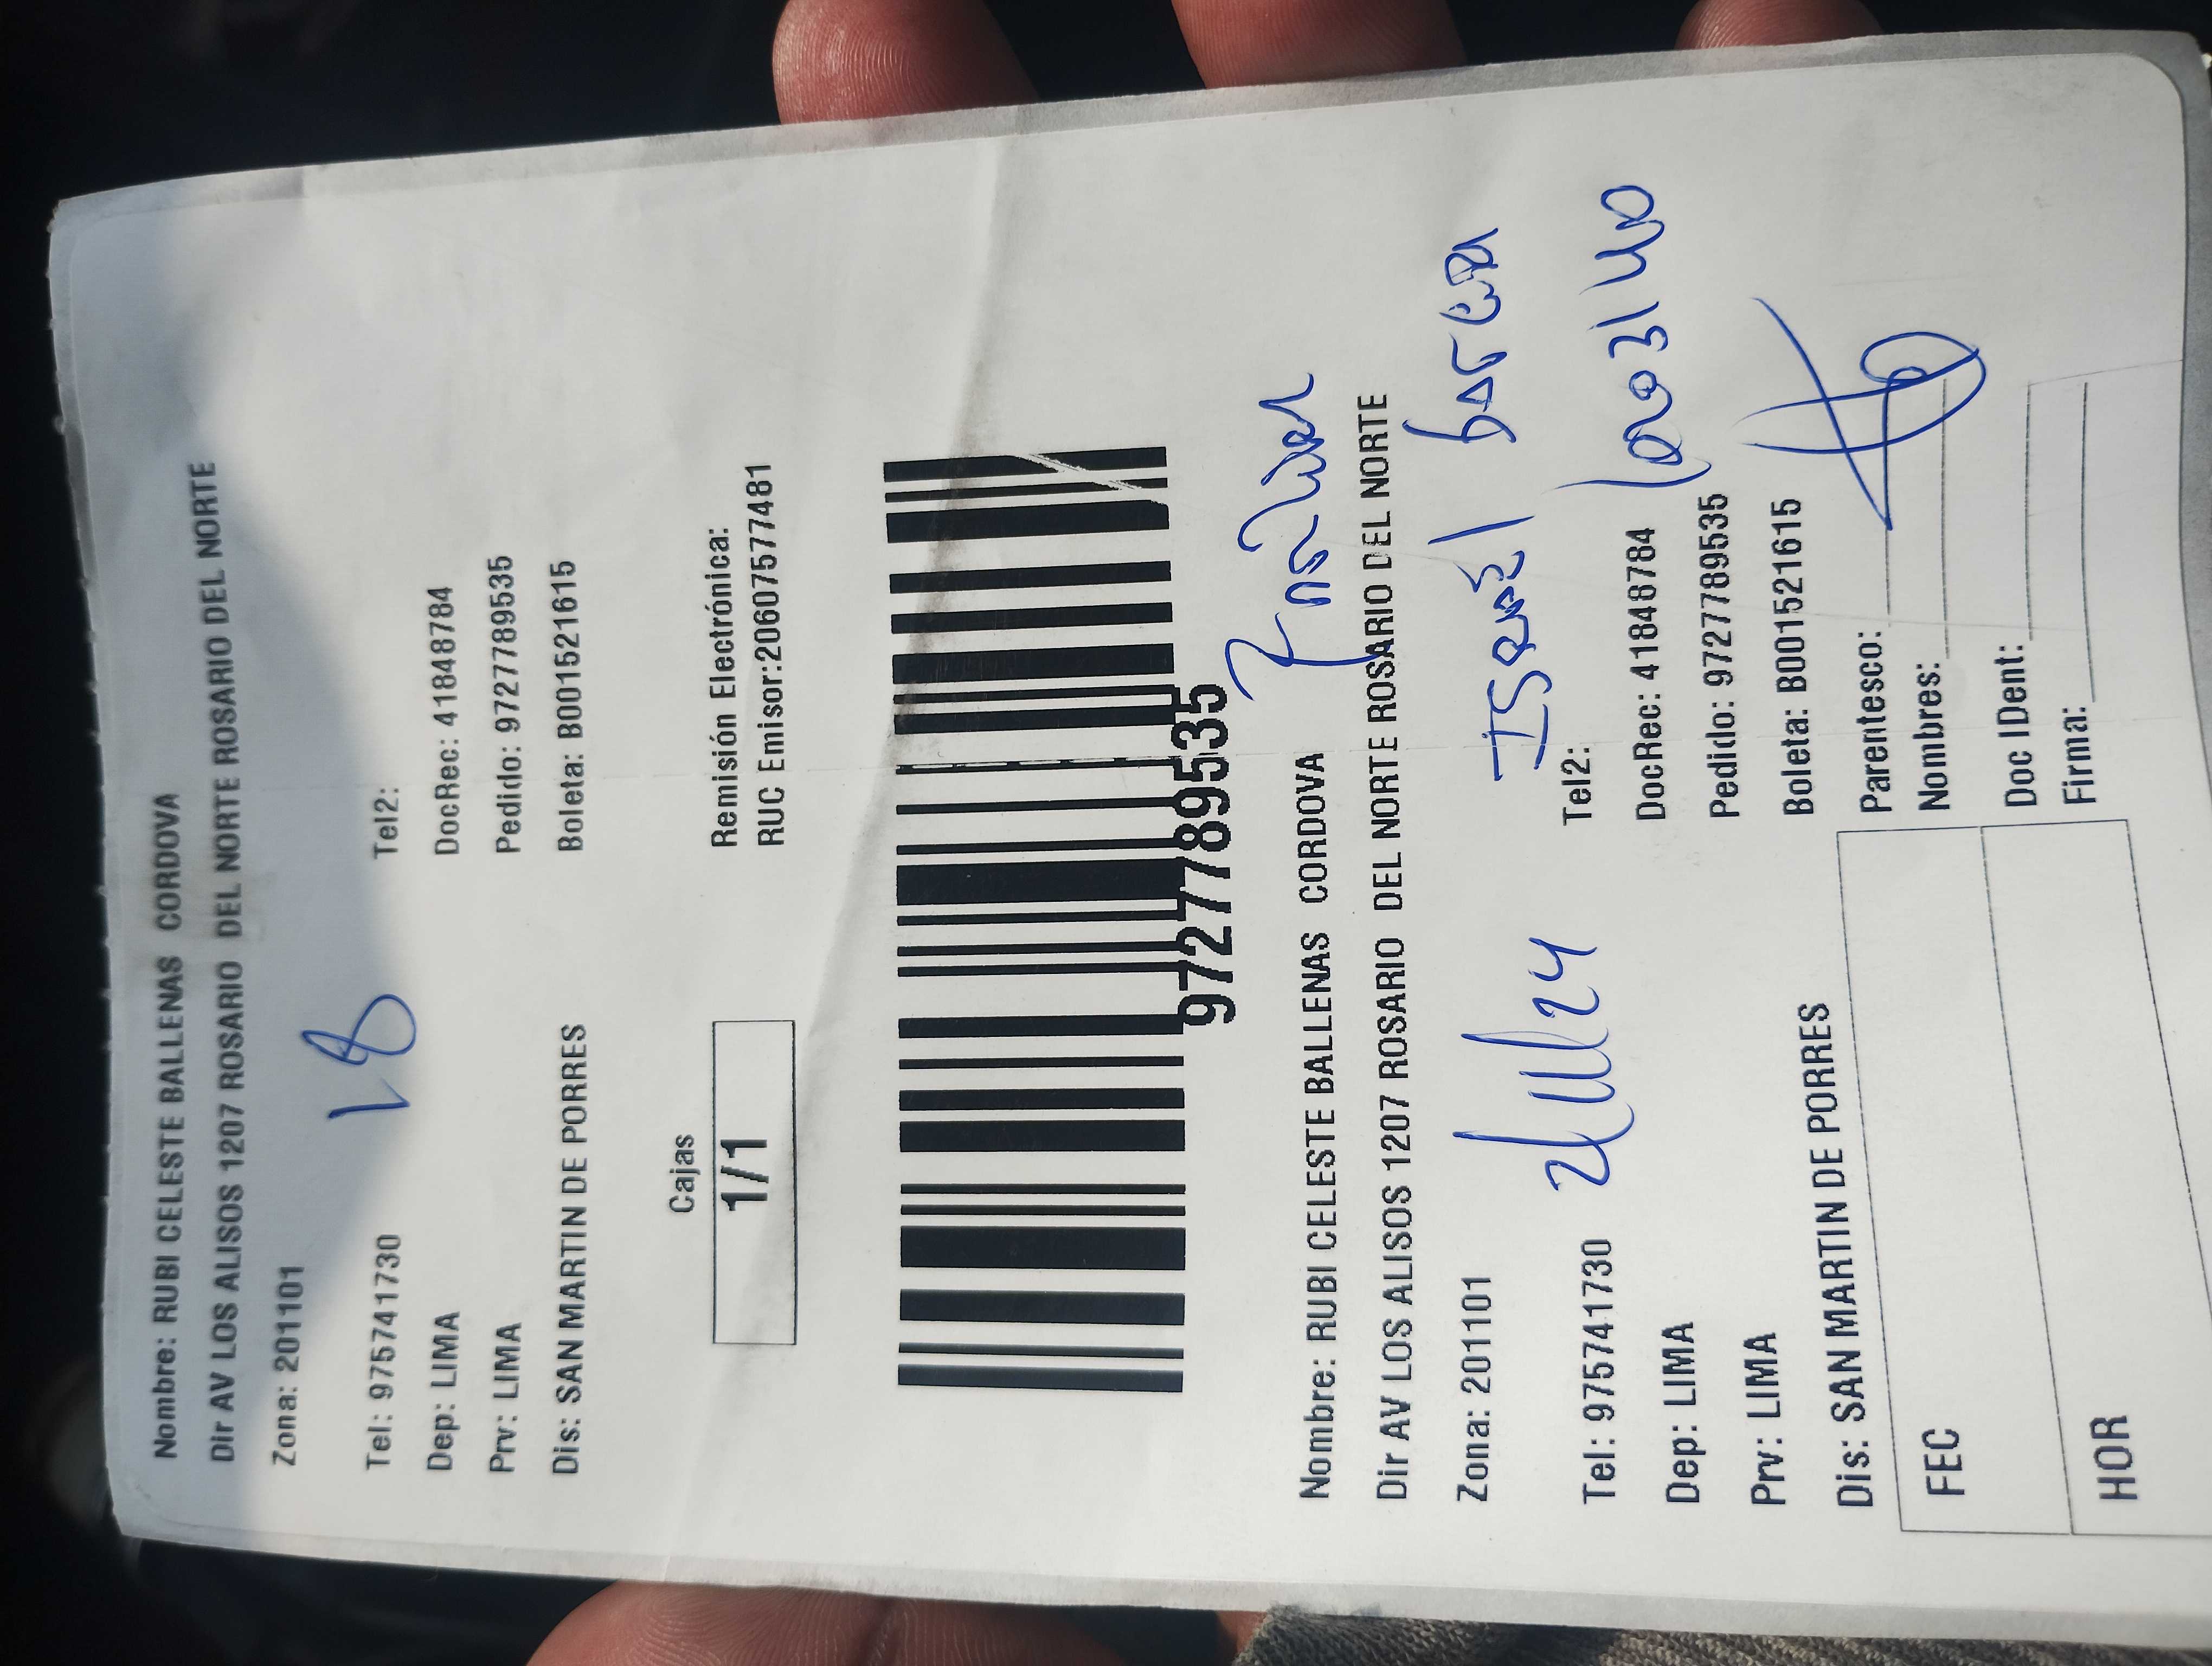 Nombre: RUBI CELESTE BALLENAS CORDOVA
Dir AV LOS ALISOS 1207 ROSARIO DEL NORTE ROSARIO DEL NORTE
Zona: 201101
18
Tel: 975741730 Tel2:
Dep: LIMA DocRec: 41848784
Prv: LIMA Pedido: 9727789535
Dis: SAN MARTIN DE PORRES Boleta: B001521615
Cajas
1/1
Remisión Electrónica:
RUC Emisor:20607577481
9727789535
Nombre: RUBI CELESTE BALLENAS CORDOVA
Dir AV LOS ALISOS 1207 ROSARIO DEL NORTE ROSARIO DEL NORTE
Zona: 201101
Tel: 975741730 Tel2:
Dep: LIMA DocRec: 41848784
Prv: LIMA Pedido: 9727789535
Dis: SAN MARTIN DE PORRES Boleta: B001521615
FEC
HOR
Parentesco:
Nombres:
Doc IDent:
Firma: